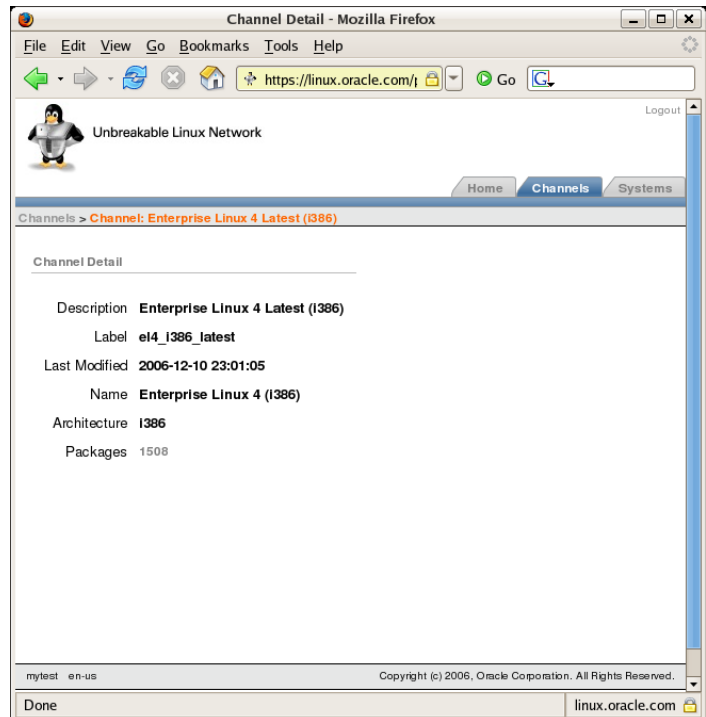 Channel Detail - Mozilla Firefox
File Edit View Go Bookmarks Tools Help
https://linux.oracle.com/ Go G
Logout
Unbreakable Linux Network
Home Channels Systems
Channels > Channel: Enterprise Linux 4 Latest (i386)
Channel Detail
Description Enterprise Linux 4 Latest (i386)
Label el4_i386_latest
Last Modified 2006-12-10 23:01:05
Name Enterprise Linux 4 (i386)
Architecture i386
Packages 1508
mytest en-us Copyright (c) 2006, Oracle Corporation. All Rights Reserved.
Done linux.oracle.com